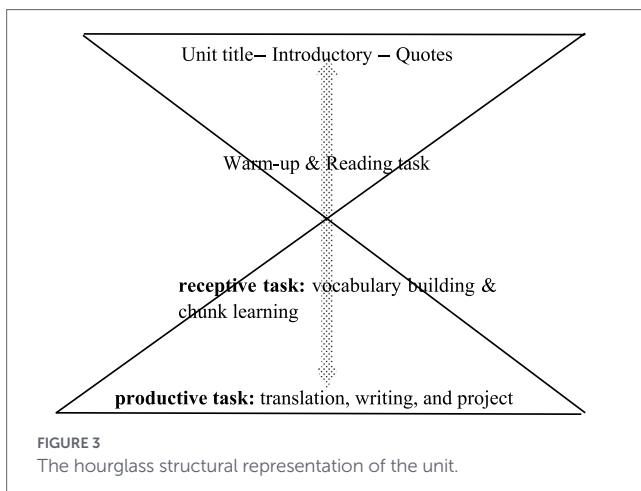 Unit title– Introductory – Quotes
Warm-up & Reading task
receptive task: vocabulary building &
chunk learning
productive task: translation, writing, and project
FIGURE 3
The hourglass structural representation of the unit.